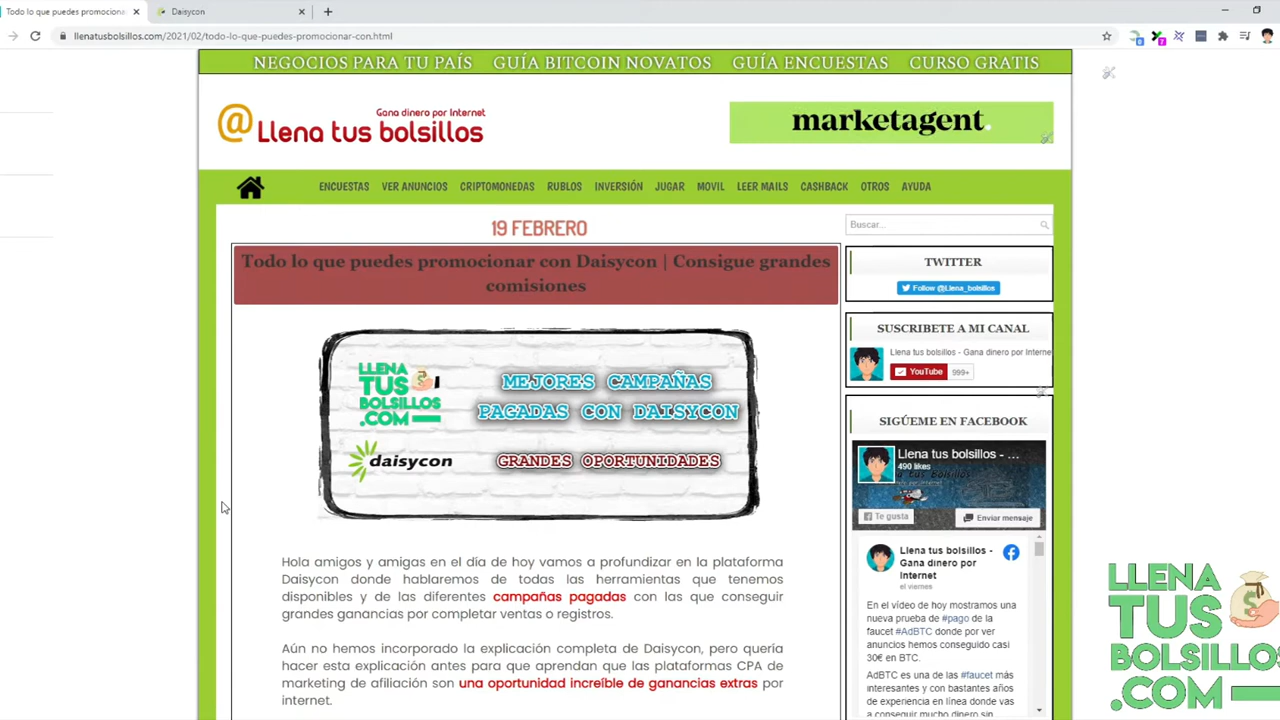 Todo lo que puedes promocionar
Daisycon
llenatusbolsillos.com/2021/02/todo-lo-que-puedes-promocionar-con.html
NEGOCIOS PARA TU PAÍS GUÍA BITCOIN NOVATOS GUÍA ENCUESTAS CURSO GRATIS
Gana dinero por Internet
@Llena tus bolsillos
marketagent.
ENCUESTAS VER ANUNCIOS CRIPTOMONEDAS RUBLOS INVERSIÓN JUGAR MOVIL LEER MAILS CASHBACK OTROS AYUDA
19 FEBRERO
Todo lo que puedes promocionar con Daisycon | Consigue grandes
comisiones
LLENA
TUS
BOLSILLOS
.COM
daisycon
MEJORES CAMPAÑAS
PAGADAS CON DAISYCON
GRANDES OPORTUNIDADES
Hola amigos y amigas en el día de hoy vamos a profundizar en la plataforma
Daisycon donde hablaremos de todas las herramientas que tenemos
disponibles y de las diferentes campañas pagadas con las que conseguir
grandes ganancias por completar ventas o registros.
Aún no hemos incorporado la explicación completa de Daisycon, pero quería
hacer esta explicación antes para que aprendan que las plataformas CPA de
marketing de afiliación son una oportunidad increíble de ganancias extras por
internet.
Buscar...
TWITTER
Follow @Llena_bolsillos
SUSCRIBETE A MI CANAL
Llena tus bolsillos - Gana dinero por Interne
YouTube 999+
SIGÚEME EN FACEBOOK
Llena tus bolsillos - ...
490 likes
Te gusta
Enviar mensaje
Llena tus bolsillos -
Gana dinero por
Internet
el viernes
En el vídeo de hoy mostramos una
nueva prueba de #pago de la
faucet #AdBTC donde por ver
anuncios hemos conseguido casi
30€ en BTC.
AdBTC es una de las #faucet más
interesantes y con bastantes años
de experiencia en línea donde vas
a conseguir mucho dinero sin
LLENA
TUS
BOLSILLOS
.COM